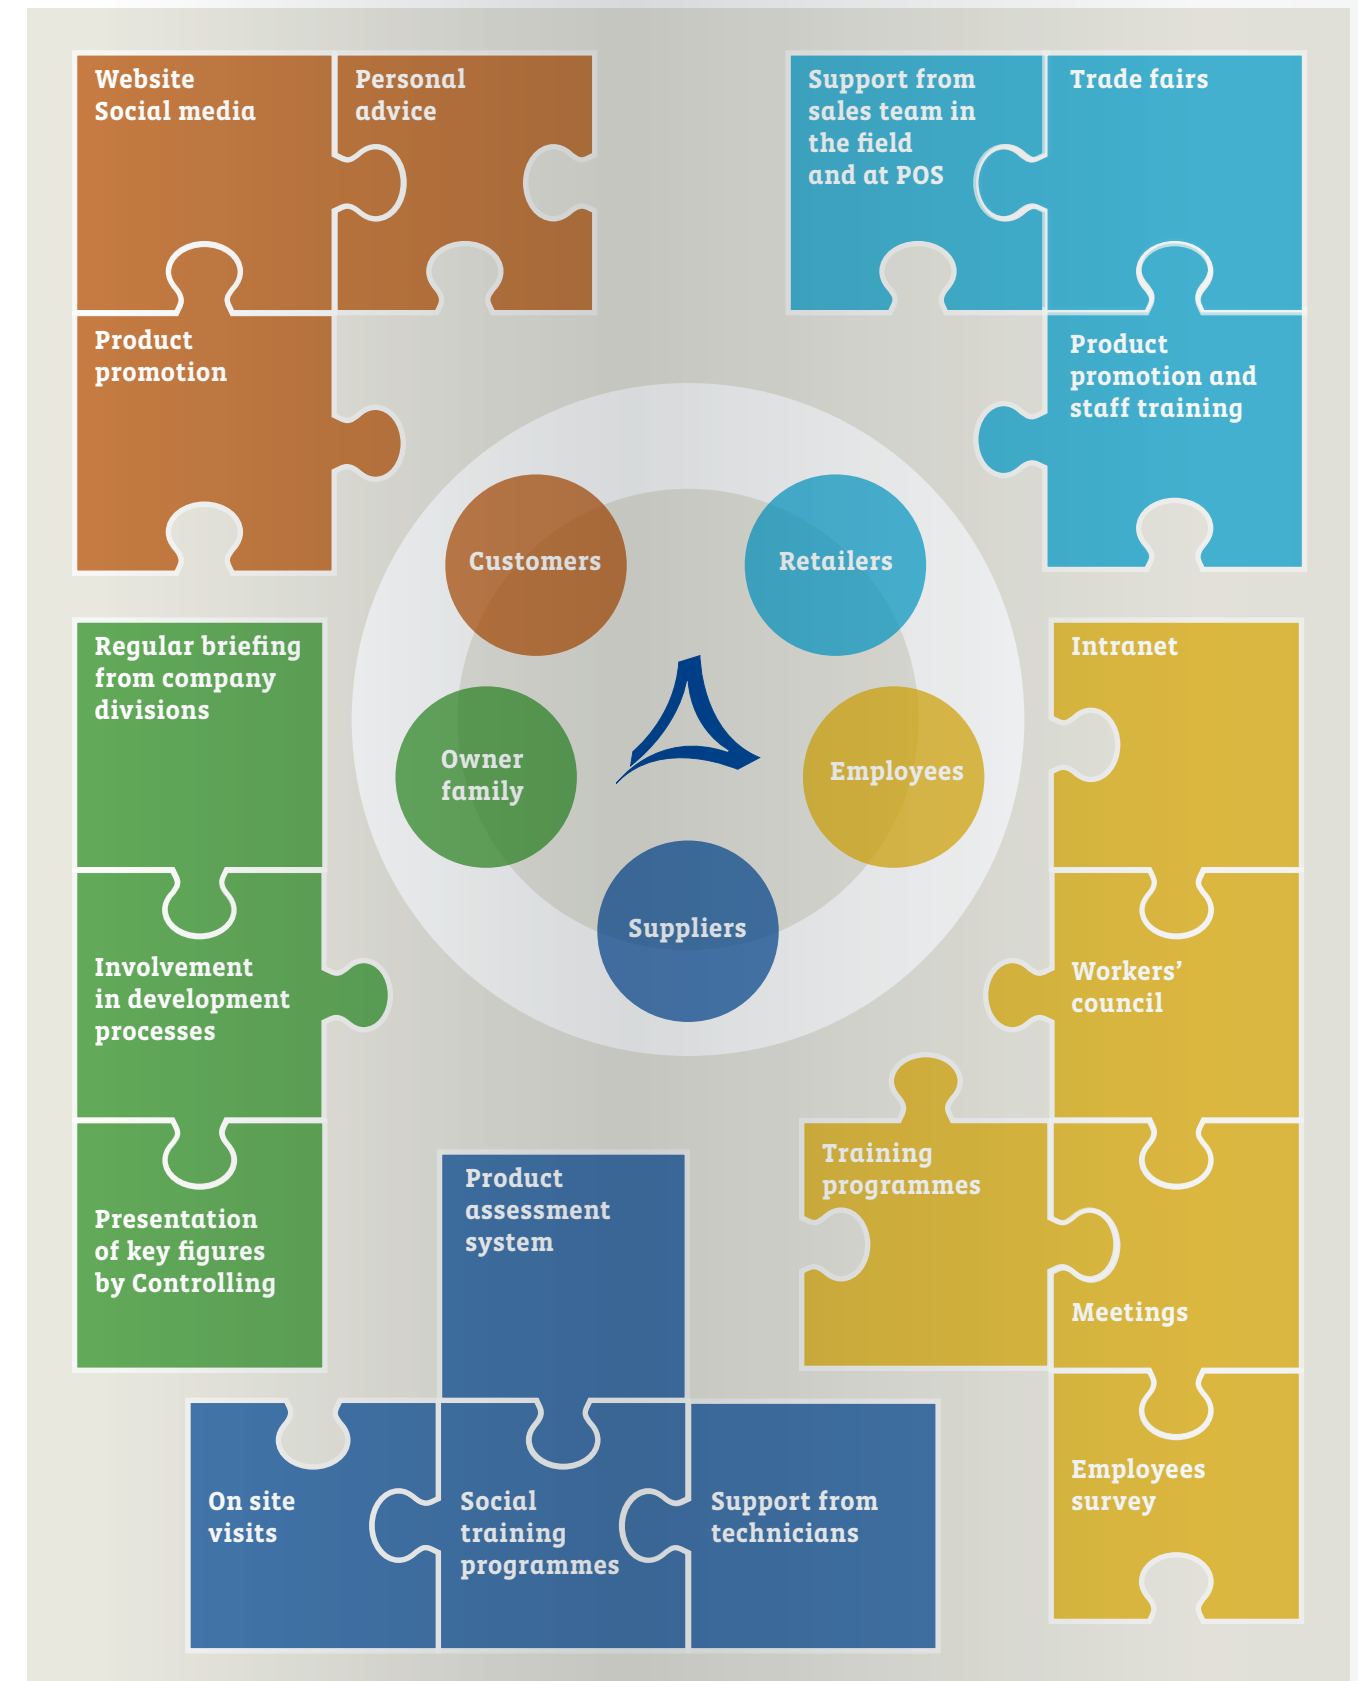 Website
Social media
Personal
advice
Product
promotion
Support from
sales team in
the field
and at POS
Trade fairs
Product
promotion and
staff training
Customers
Retailers
Owner
family
Employees
Suppliers
Regular briefing
from company
divisions
Involvement
in development
processes
Presentation
of key figures
by Controlling
Intranet
Workers’
council
Training
programmes
Meetings
Employees
survey
Product
assessment
system
On site
visits
Social
training
programmes
Support from
technicians